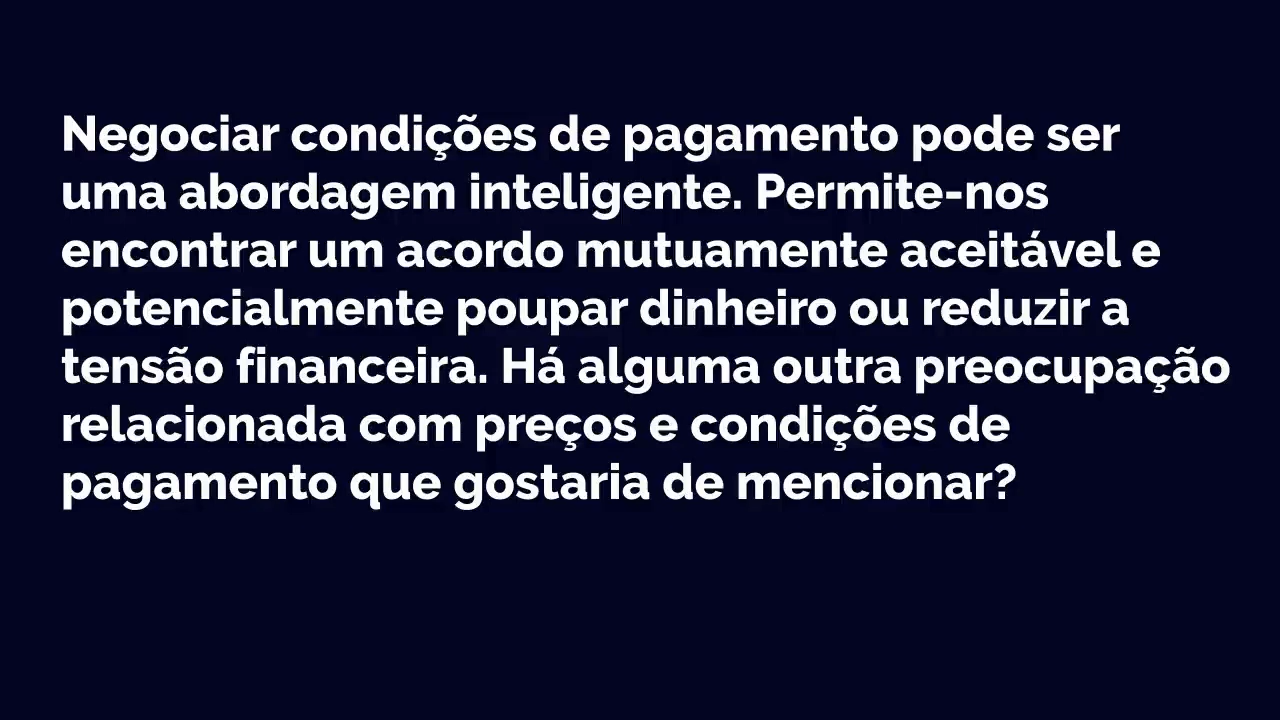 Negociar condições de pagamento pode ser
uma abordagem inteligente. Permite-nos
encontrar um acordo mutuamente aceitável e
potencialmente poupar dinheiro ou reduzir a
tensão financeira. Há alguma outra preocupação
relacionada com preços e condições de
pagamento que gostaria de mencionar?